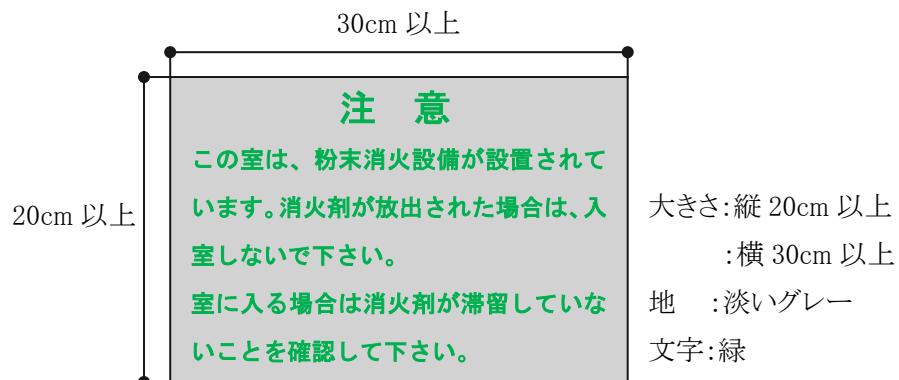 30cm 以上
20cm 以上
注　意
この室は、粉末消火設備が設置されて
います。消火剤が放出された場合は、入
室しないで下さい。
室に入る場合は消火剤が滞留していな
いことを確認して下さい。
大きさ:縦 20cm 以上
:横 30cm 以上
地　:淡いグレー
文字:緑